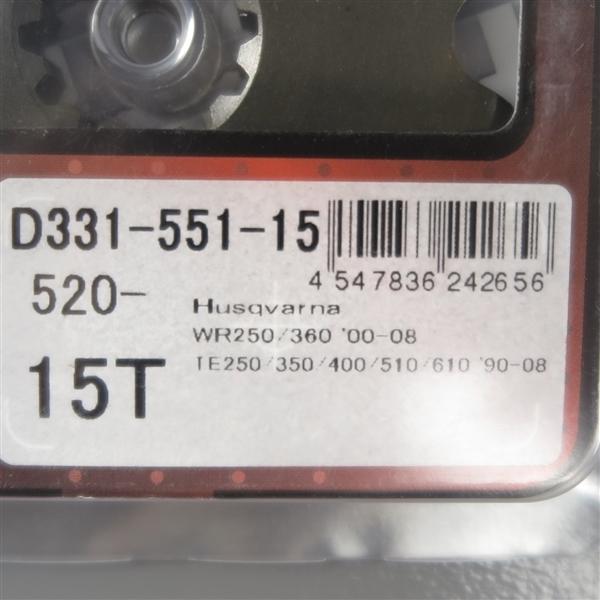 D331-551-15
4 547836 242656
520-
15T
Husqvarna
WR250/360 '00-08
TE250/350/400/510/610 '90-08